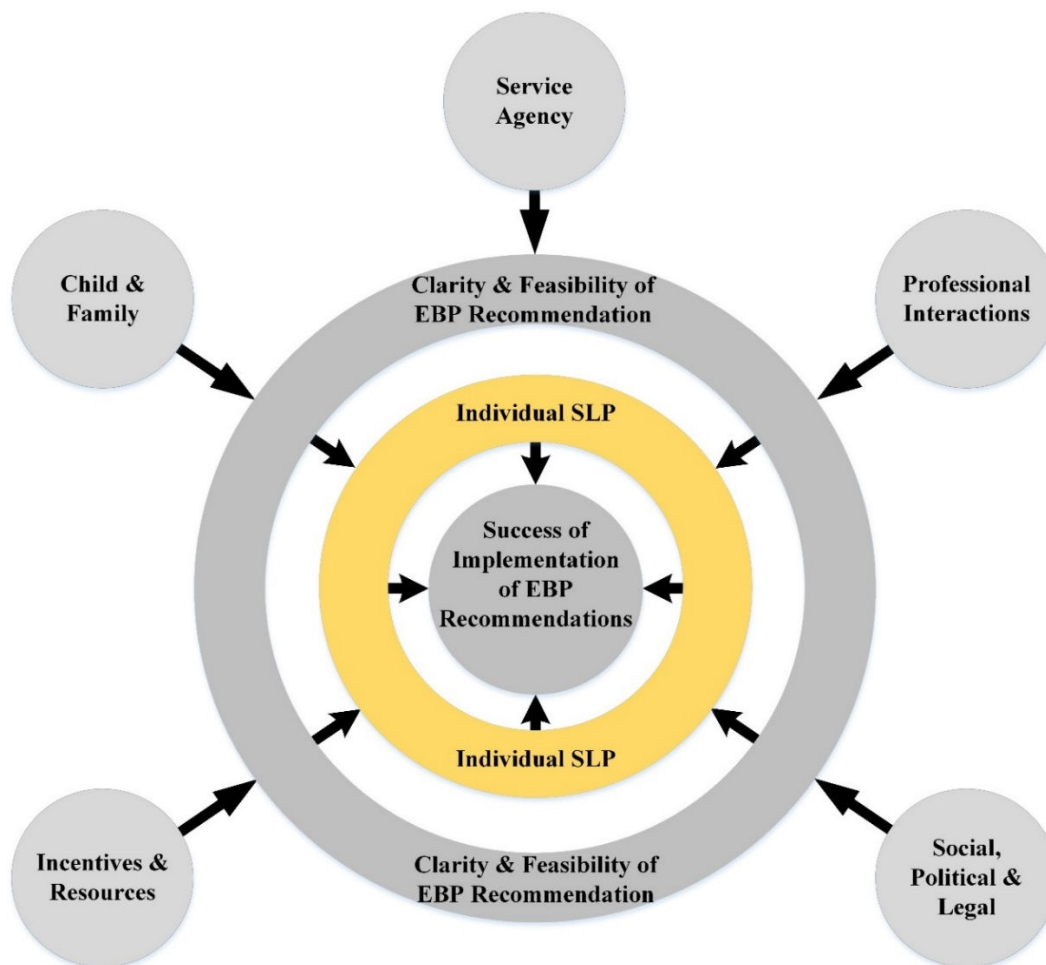 Service
Agency
Child &
Family
Professional
Interactions
Clarity & Feasibility of
EBP Recommendation
Individual SLP
Success of
Implementation
of EBP
Recommendations
Individual SLP
Clarity & Feasibility of
EBP Recommendation
Incentives &
Resources
Social,
Political &
Legal